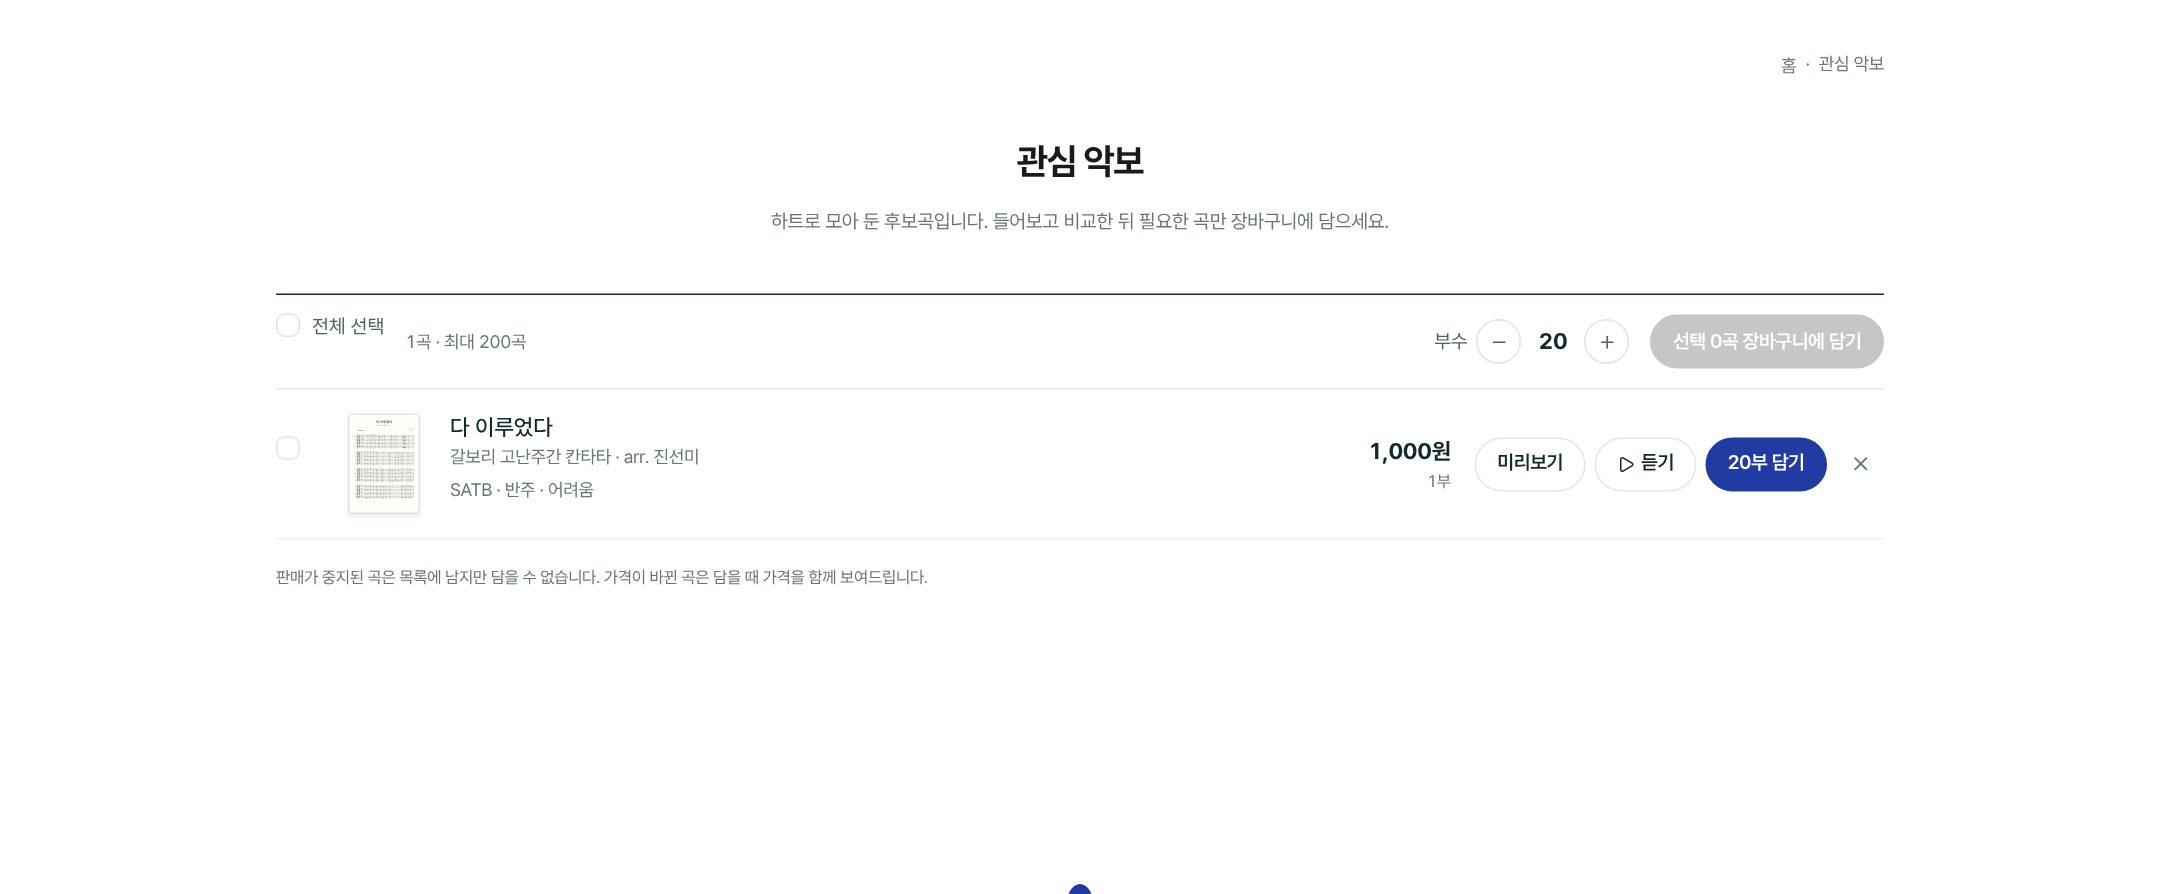 홈 · 관심 악보
관심 악보
하트로 모아 둔 후보곡입니다. 들어보고 비교한 뒤 필요한 곡만 장바구니에 담으세요.
전체 선택 1곡 · 최대 200곡 부수 − 20 + 선택 0곡 장바구니에 담기
다 이루었다
갈보리 고난주간 칸타타 · arr. 진선미
SATB · 반주 · 어려움
1,000원
1부
미리보기 듣기 20부 담기
판매가 중지된 곡은 목록에 남지만 담을 수 없습니다. 가격이 바뀐 곡은 담을 때 가격을 함께 보여드립니다.